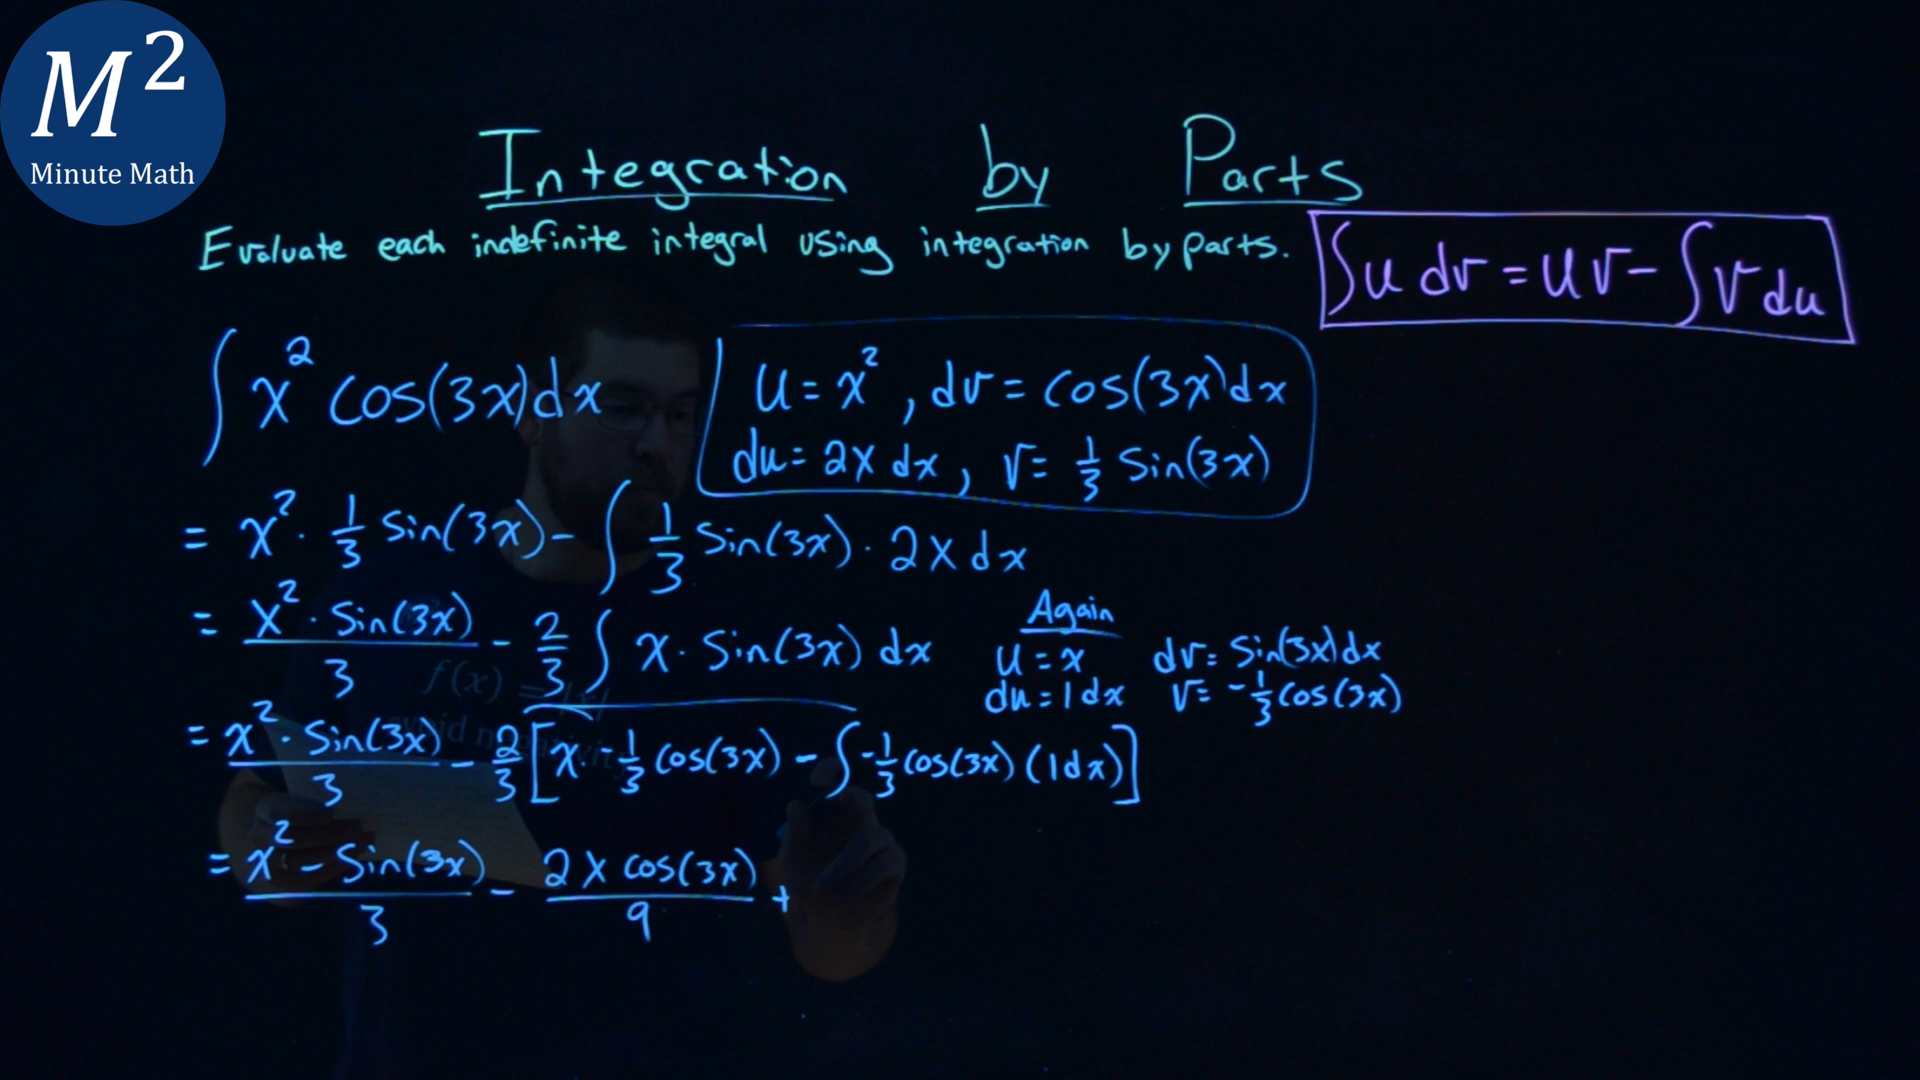 M²
Minute Math
Integration by Parts
Evaluate each indefinite integral using integration by parts.
∫u dv = uv - ∫v du
∫ x² cos(3x)dx
u = x², dv = cos(3x)dx
du = 2x dx, v = 1/3 sin(3x)
= x² · 1/3 sin(3x) - ∫ 1/3 sin(3x) · 2x dx
= x² · sin(3x)/3 - 2/3 ∫ x · sin(3x) dx
Again
u = x dv = sin(3x)dx
du = 1dx v = -1/3 cos(3x)
f(x) =
= x² · sin(3x)/3 - 2/3 [x · -1/3 cos(3x) - ∫ -1/3 cos(3x) (1dx)]
= x² - sin(3x)/3 - 2x cos(3x)/9 +